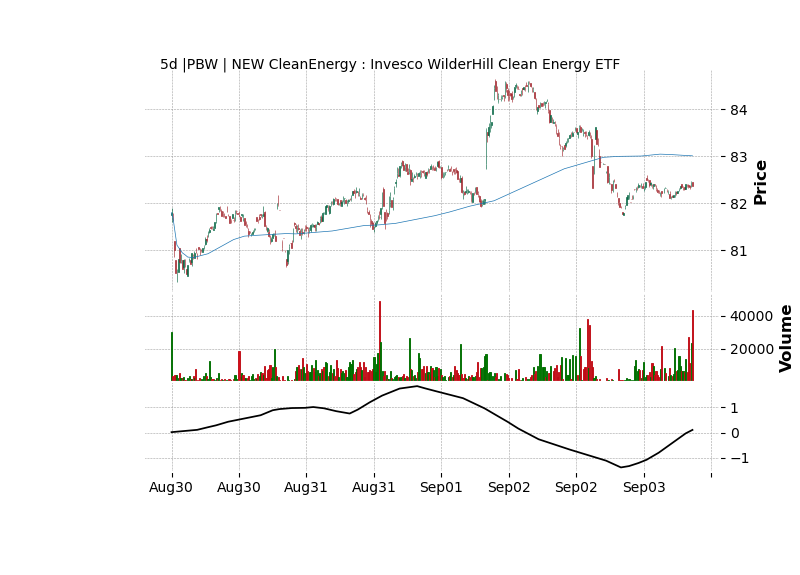 5d |PBW | NEW CleanEnergy : Invesco WilderHill Clean Energy ETF
84
83
82
81
Price
40000
20000
Volume
1
0
−1
Aug30 Aug30 Aug31 Aug31 Sep01 Sep02 Sep02 Sep03